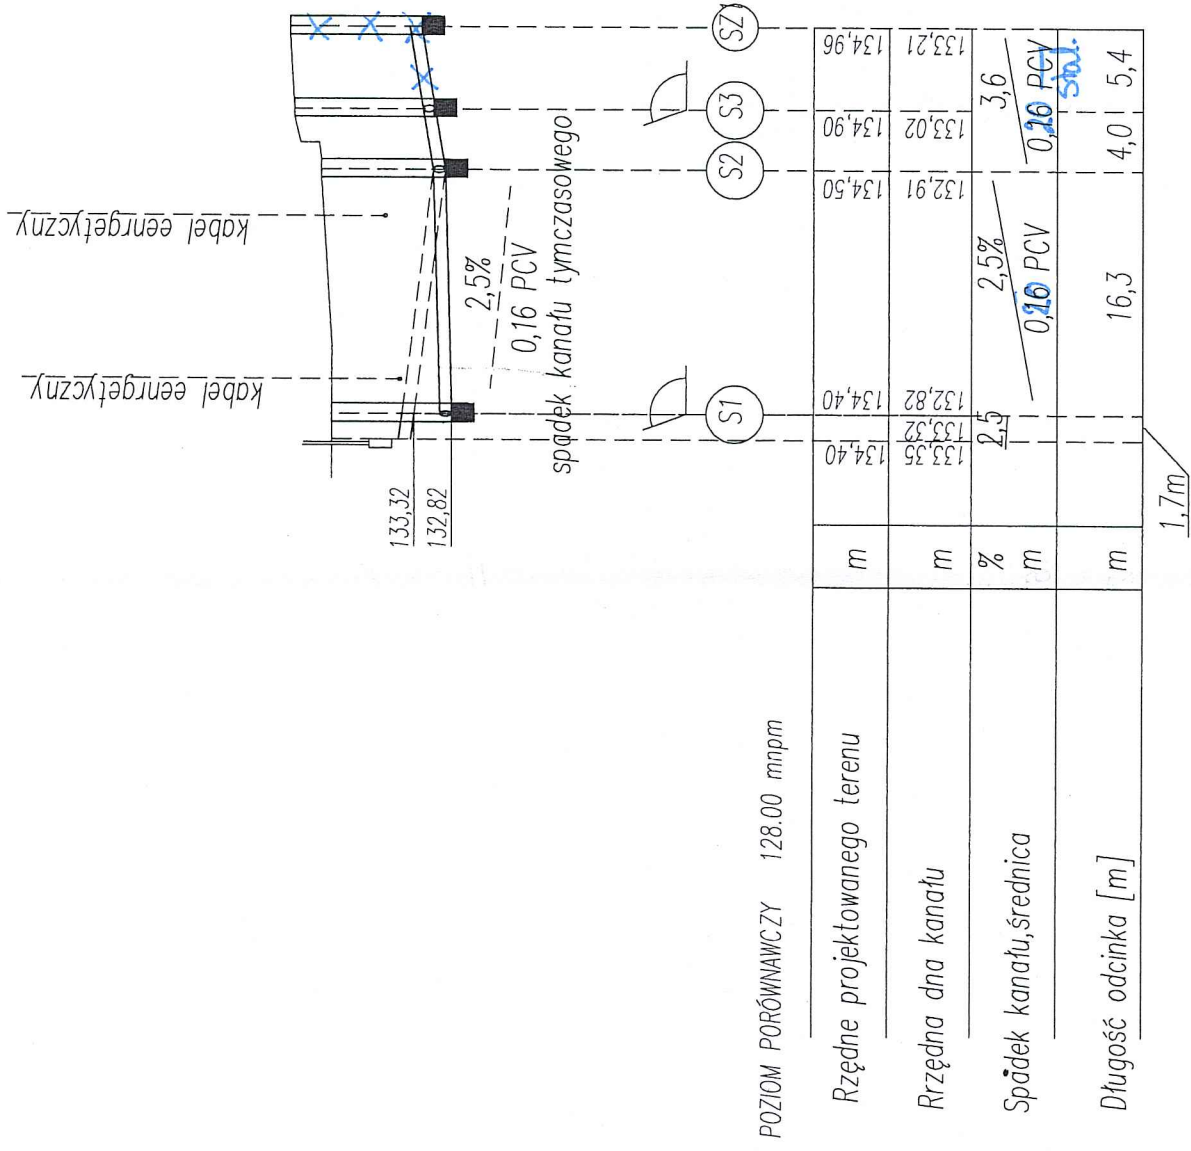 kabel eenrgetyczny
kabel eenrgetyczny
133,32
132,82
2,5%
0,16 PCV
spadek kanału tymczasowego
S1
S2
S3
SZ
POZIOM PORÓWNAWCZY 128.00 mnpm
Rzędne projektowanego terenu m 134,40 134,40 134,50 134,90 134,96
Rrzędna dna kanału m 133,35 133,32 132,82 132,91 133,02 133,21
Spadek kanału,średnica % m
2,5 2,5% 3,6
0,16 PCV 0,16 PCV
20 20 stal.
Długość odcinka [m] m 16,3 4,0 5,4
1,7m